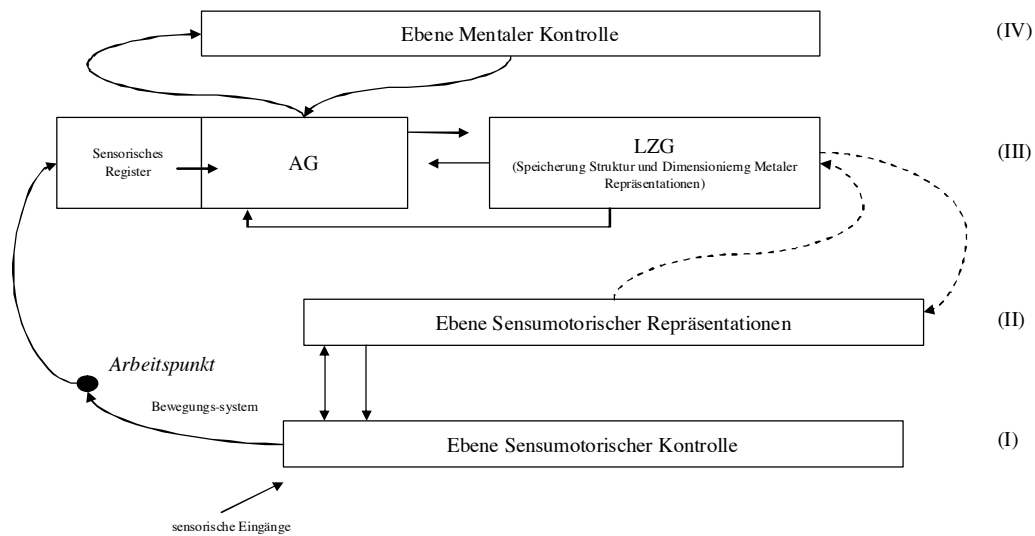 Ebene Mentaler Kontrolle
(IV)
Sensorisches
Register
AG
LZG
(Speicherung Struktur und Dimensionierng Metaler
Repräsentationen)
(III)
Ebene Sensumotorischer Repräsentationen
(II)
Arbeitspunkt
Bewegungs-system
Ebene Sensumotorischer Kontrolle
(I)
sensorische Eingänge